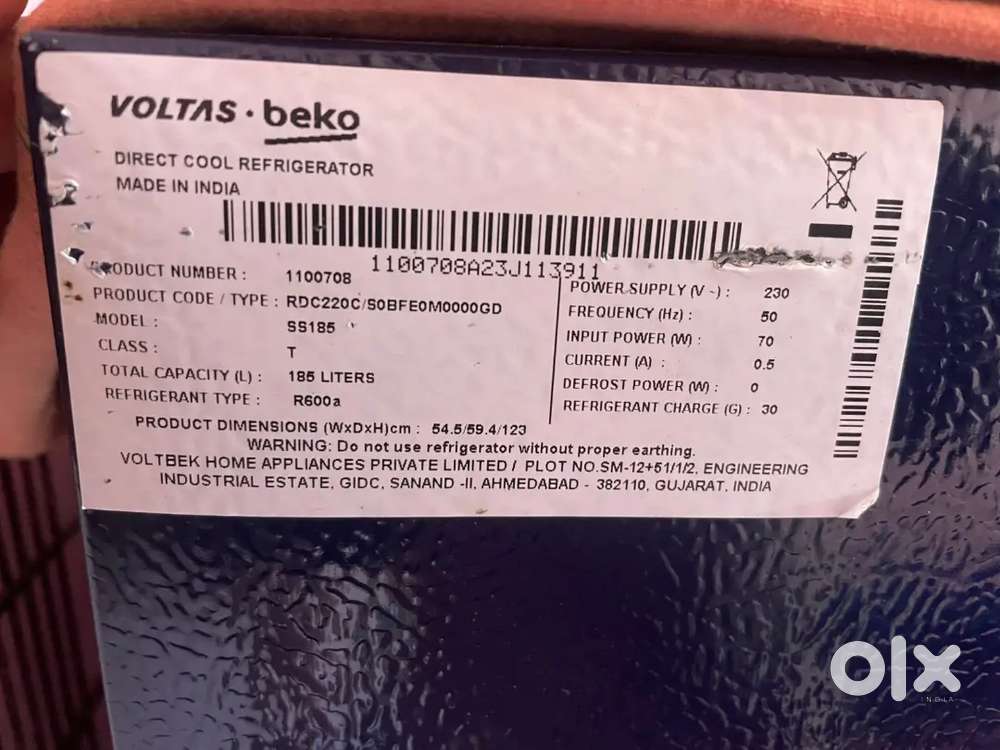 VOLTAS · beko
DIRECT COOL REFRIGERATOR
MADE IN INDIA
1100708A23J113911
PRODUCT NUMBER : 1100708
PRODUCT CODE / TYPE : RDC220C/S0BFE0M0000GD
MODEL : SS185
CLASS : T
TOTAL CAPACITY (L) : 185 LITERS
REFRIGERANT TYPE : R600a
POWER SUPPLY (V ~) : 230
FREQUENCY (Hz) : 50
INPUT POWER (W) : 70
CURRENT (A) : 0.5
DEFROST POWER (W) : 0
REFRIGERANT CHARGE (G) : 30
PRODUCT DIMENSIONS (WxDxH)cm : 54.5/59.4/123
WARNING: Do not use refrigerator without proper earthing.
VOLTBEK HOME APPLIANCES PRIVATE LIMITED / PLOT NO.SM-12+51/1/2, ENGINEERING
INDUSTRIAL ESTATE, GIDC, SANAND -II, AHMEDABAD - 382110, GUJARAT, INDIA
olx
INDIA